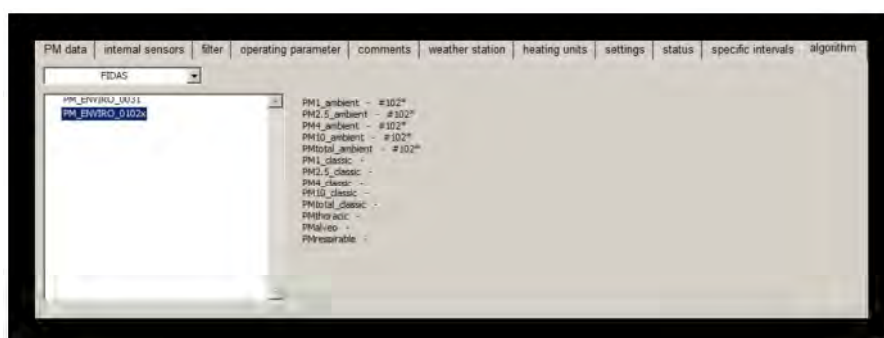 PM data internal sensors filter operating parameter comments weather station heating units settings status specific intervals algorithm
FIDAS
PM_ENVIRO_0031
PM_ENVIRO_0102x
PM1_ambient - #102*
PM2.5_ambient - #102*
PM4_ambient - #102*
PM10_ambient - #102*
PMtotal_ambient - #102*
PM1_classic -
PM2.5_classic -
PM4_classic -
PM10_classic -
PMtotal_classic -
PMthoracic -
PMalveo -
PMrespirable -